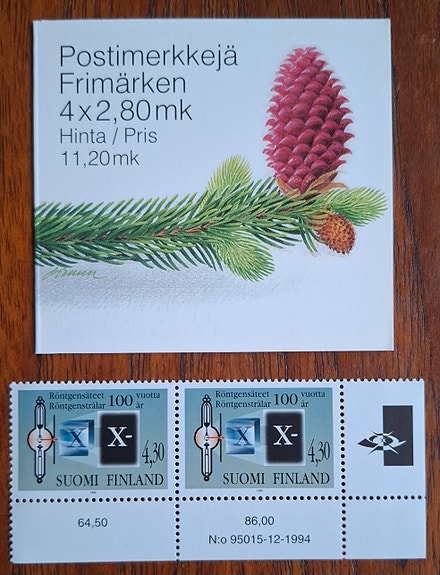 Postimerkkejä
Frimärken
4 x 2,80 mk
Hinta / Pris
11,20 mk
Röntgensäteet 100 vuotta
Röntgenstrålar år
X X-
4,30
SUOMI FINLAND
Röntgensäteet 100 vuotta
Röntgenstrålar år
X X-
4,30
SUOMI FINLAND
64,50
86,00
N:o 95015-12-1994